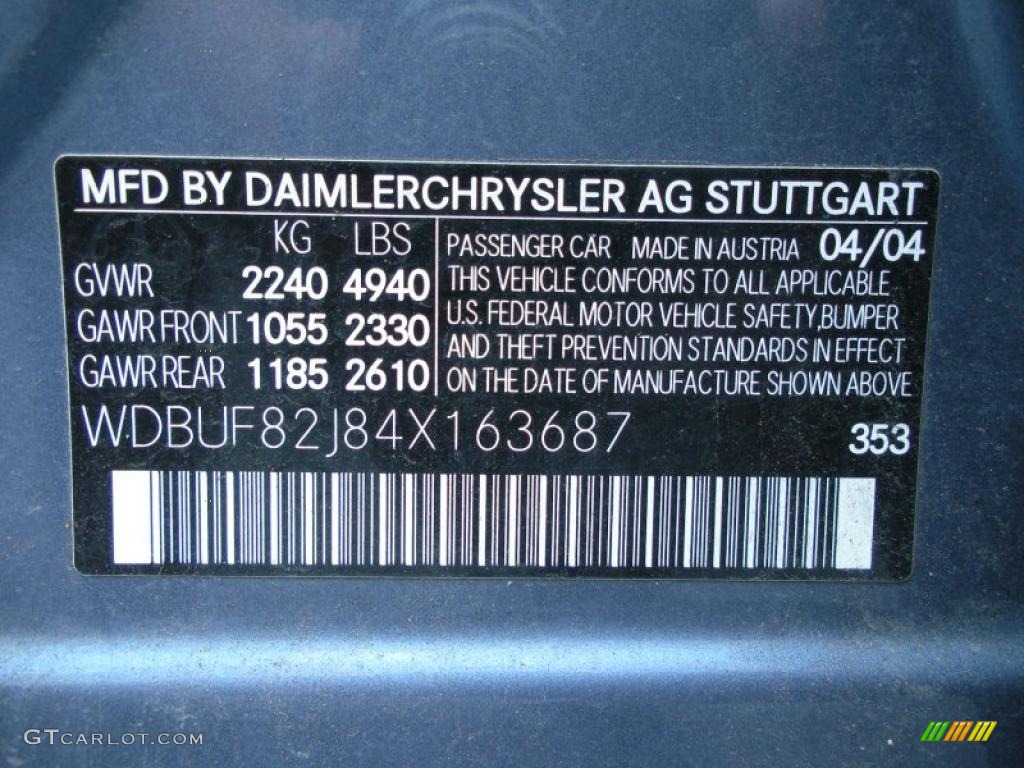 MFD BY DAIMLERCHRYSLER AG STUTTGART
KG LBS
GVWR 2240 4940
GAWR FRONT 1055 2330
GAWR REAR 1185 2610
PASSENGER CAR MADE IN AUSTRIA 04/04
THIS VEHICLE CONFORMS TO ALL APPLICABLE
U.S. FEDERAL MOTOR VEHICLE SAFETY, BUMPER
AND THEFT PREVENTION STANDARDS IN EFFECT
ON THE DATE OF MANUFACTURE SHOWN ABOVE
WDBUF82J84X163687
353
GTCARLOT.COM